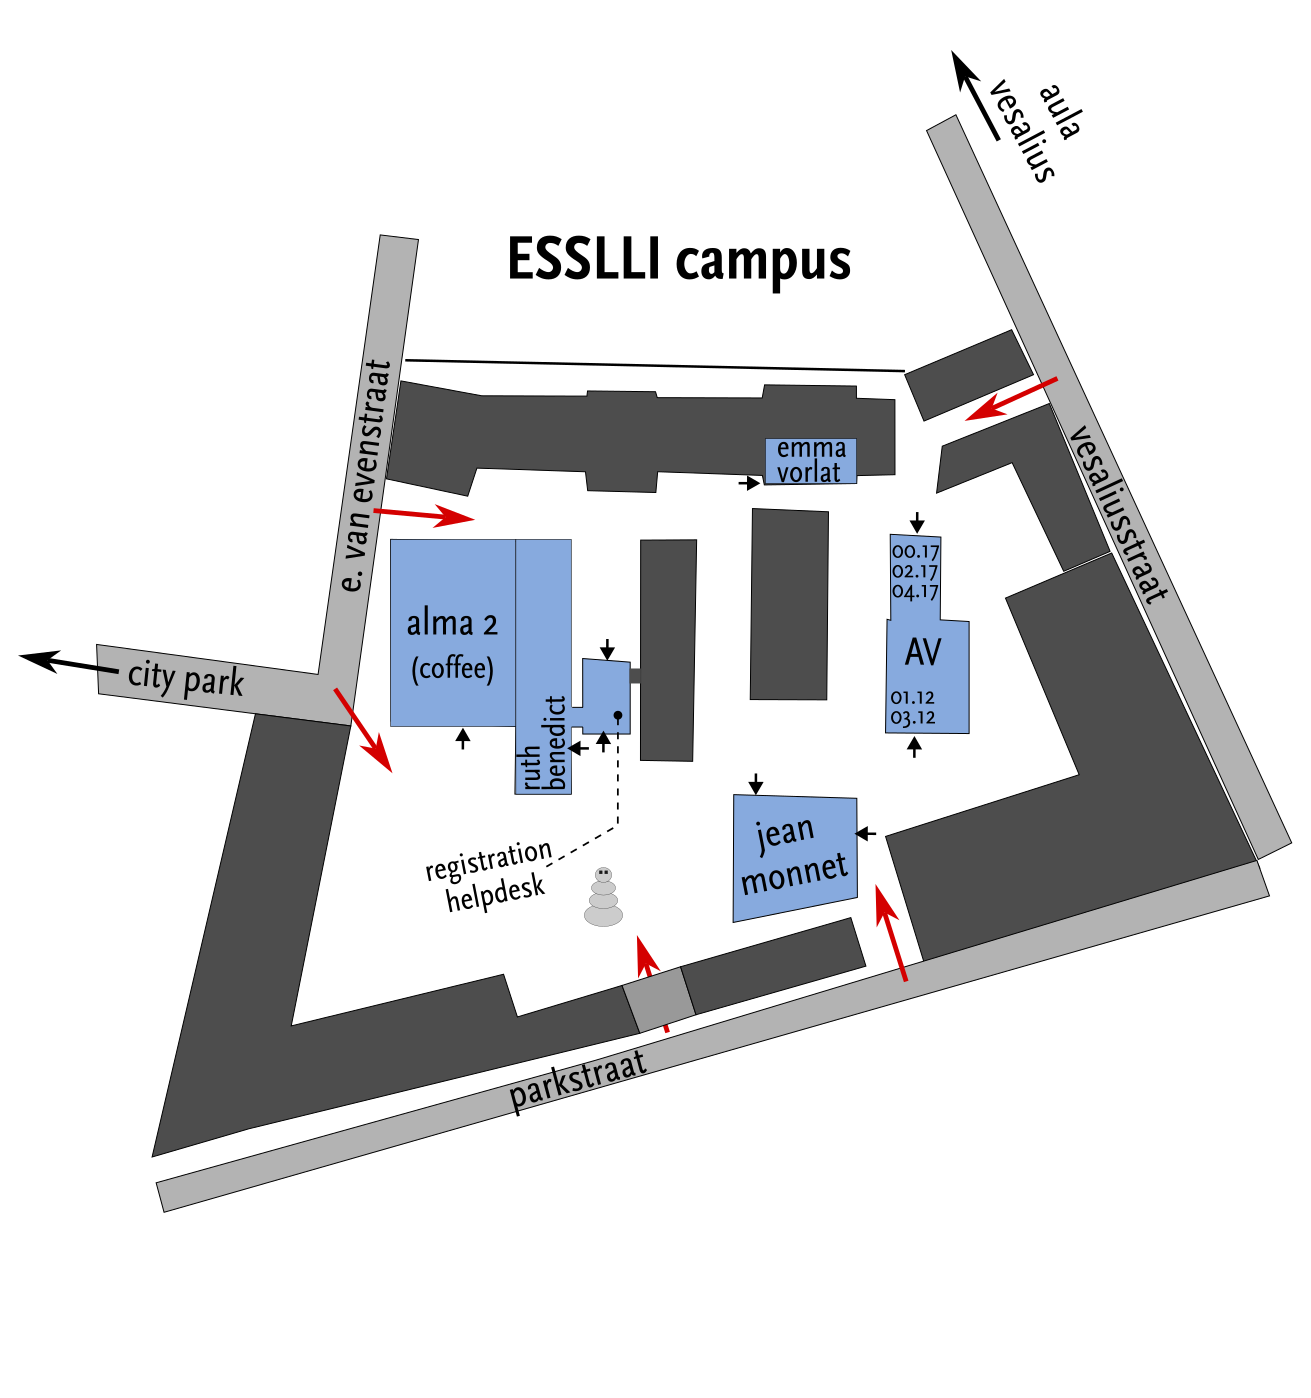 aula
vesalius
ESSLLI campus
e. van evenstraat
vesaliusstraat
emma
vorlat
00.17
02.17
04.17
alma 2
(coffee)
AV
city park
01.12
03.12
ruth
benedict
jean
monnet
registration
helpdesk
parkstraat